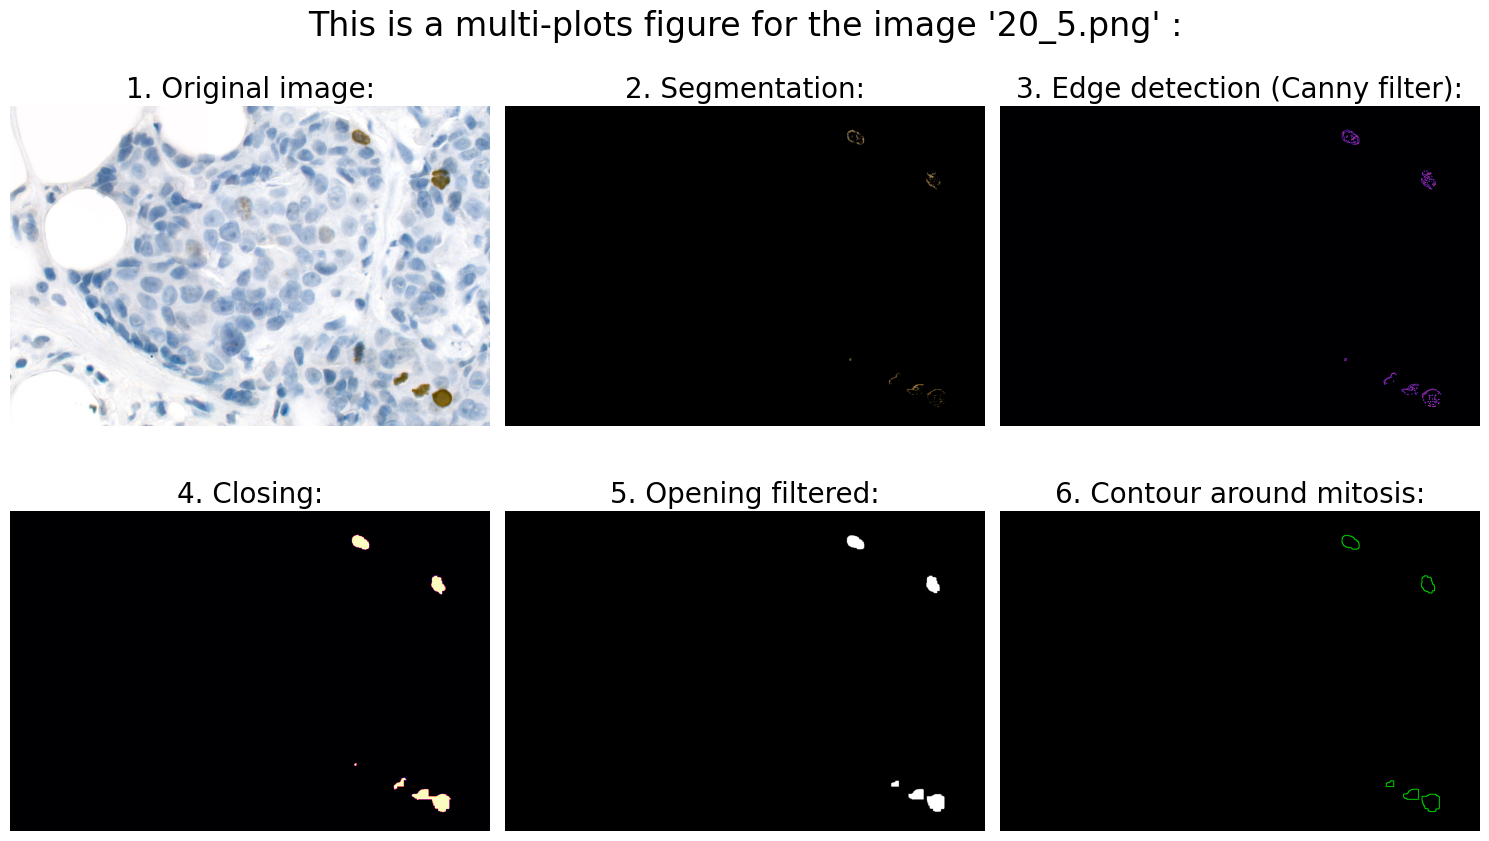 This is a multi-plots figure for the image '20_5.png' :
1. Original image:
2. Segmentation:
3. Edge detection (Canny filter):
4. Closing:
5. Opening filtered:
6. Contour around mitosis: